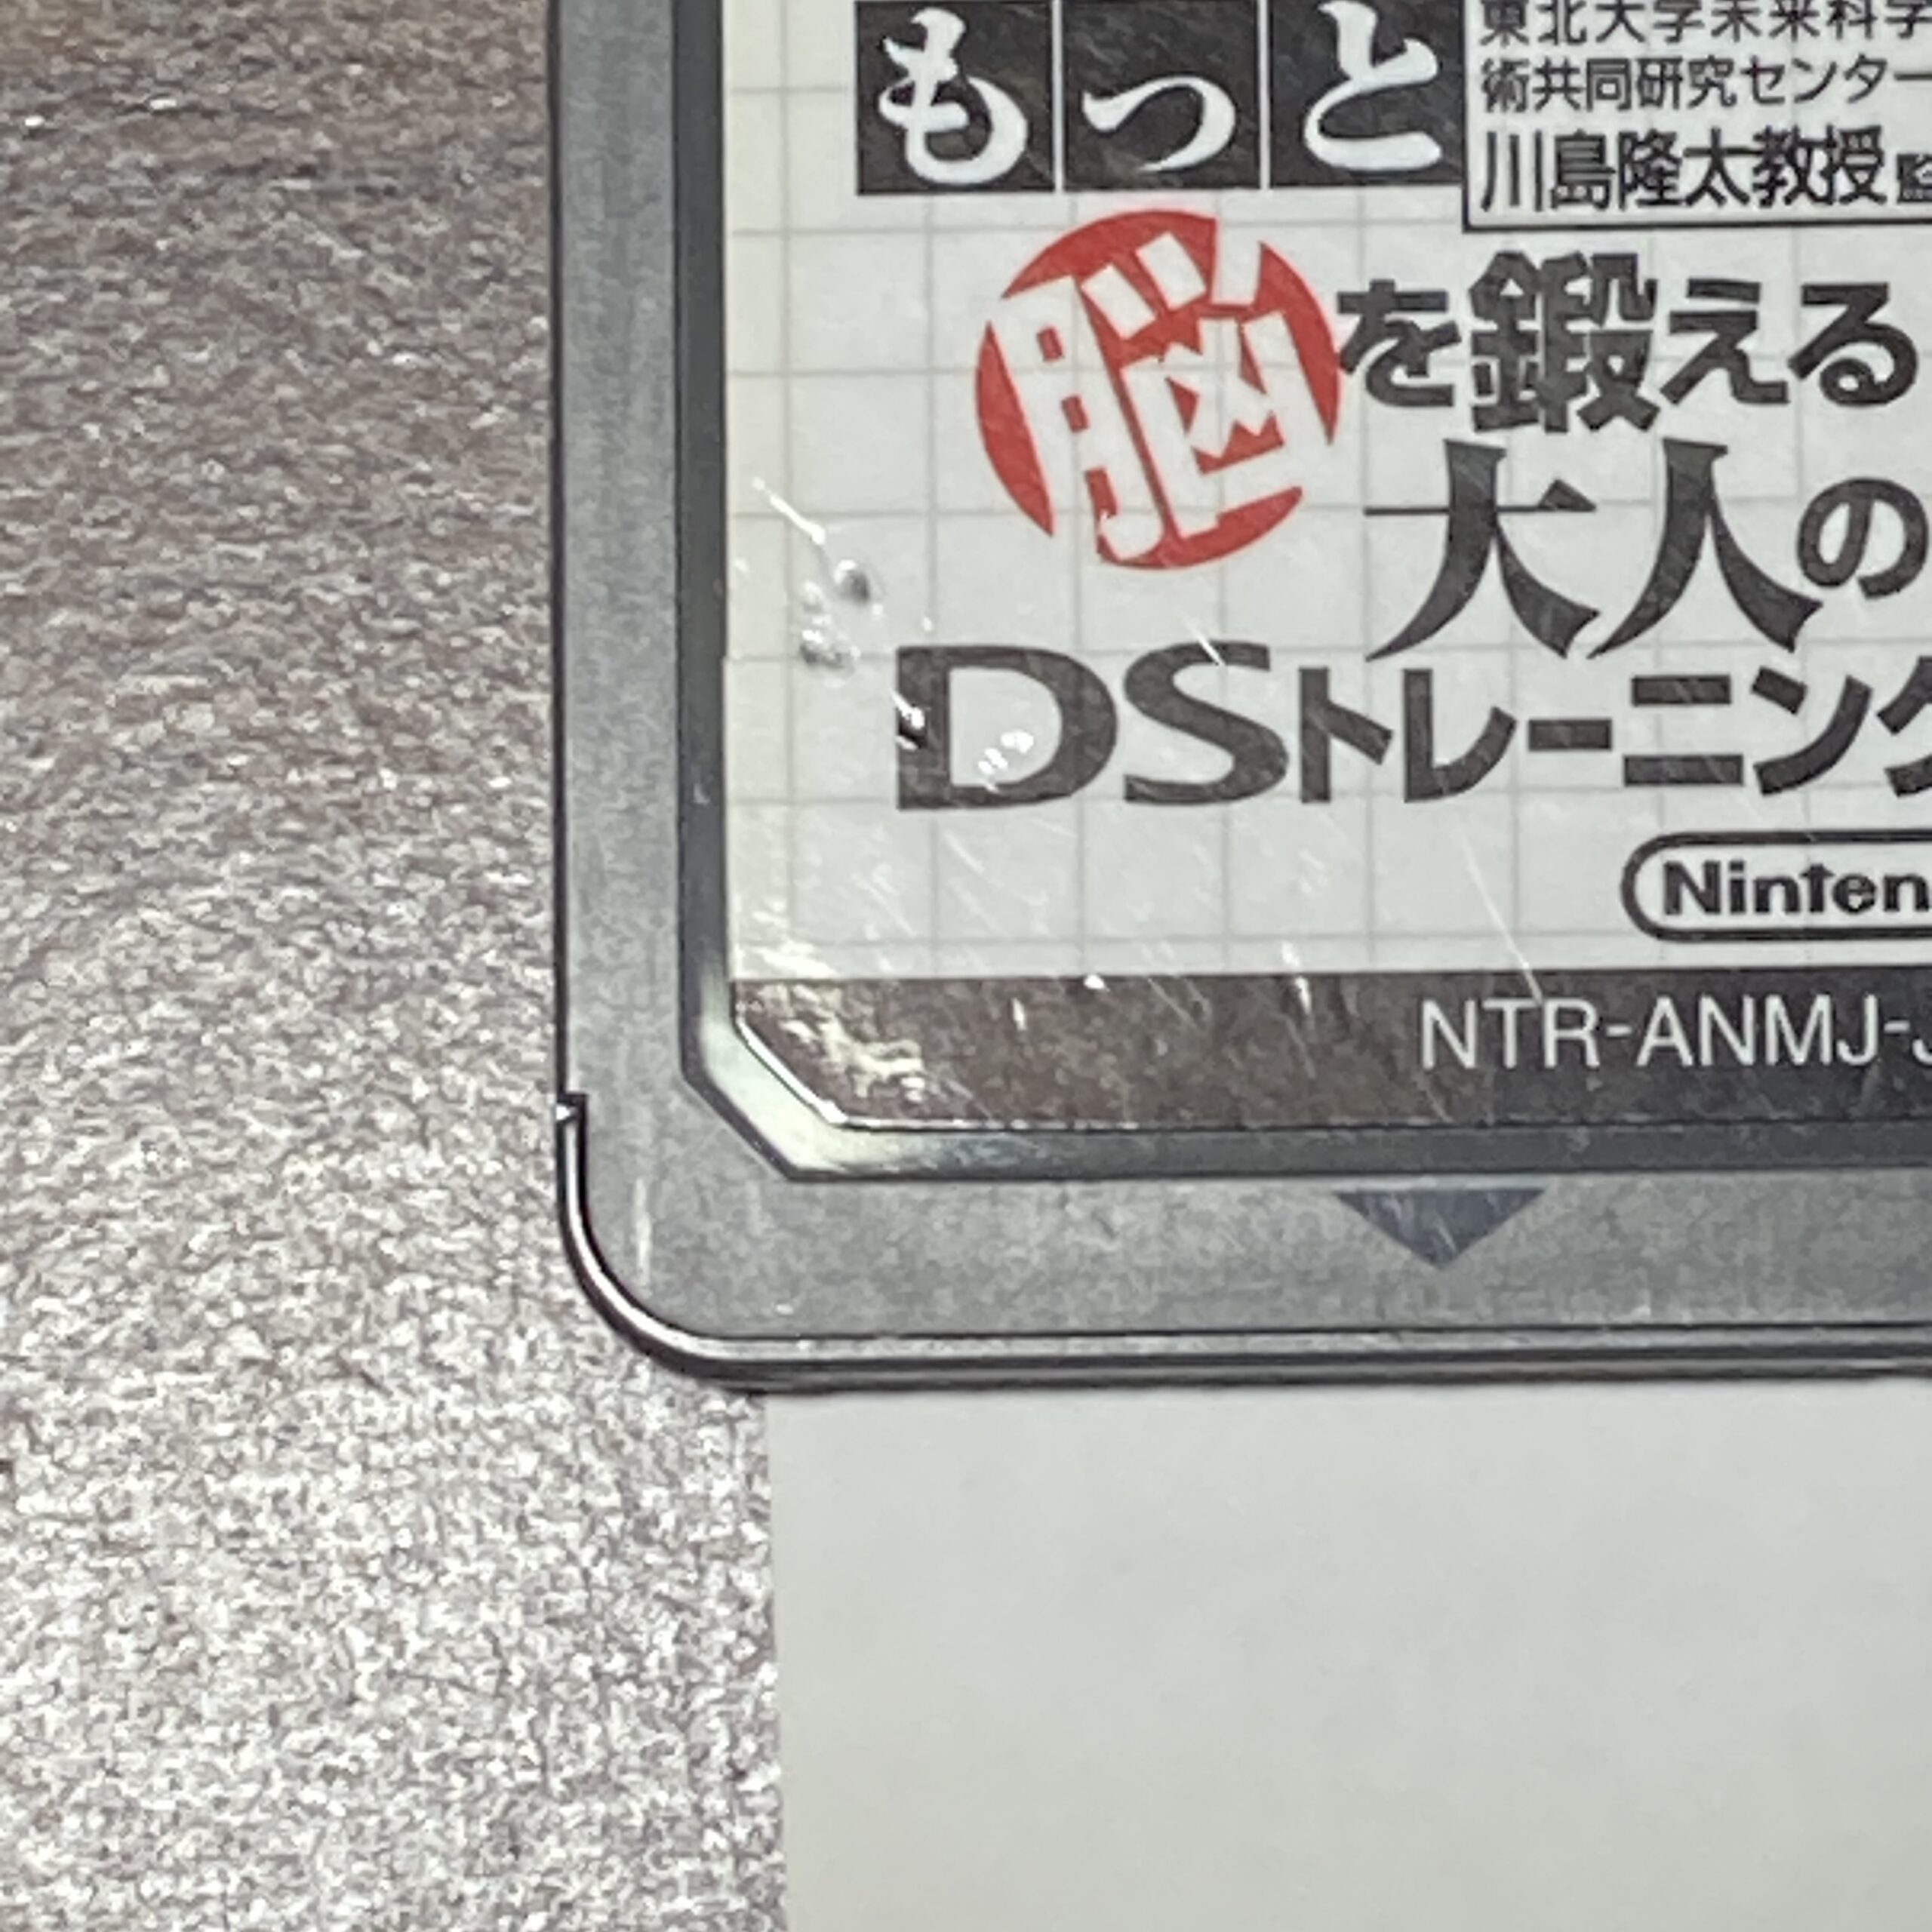 もっと
東北大学未来科学
術共同研究センター
川島隆太教授監
脳を鍛える
大人の
DSトレーニング
Ninten
NTR-ANMJ-J